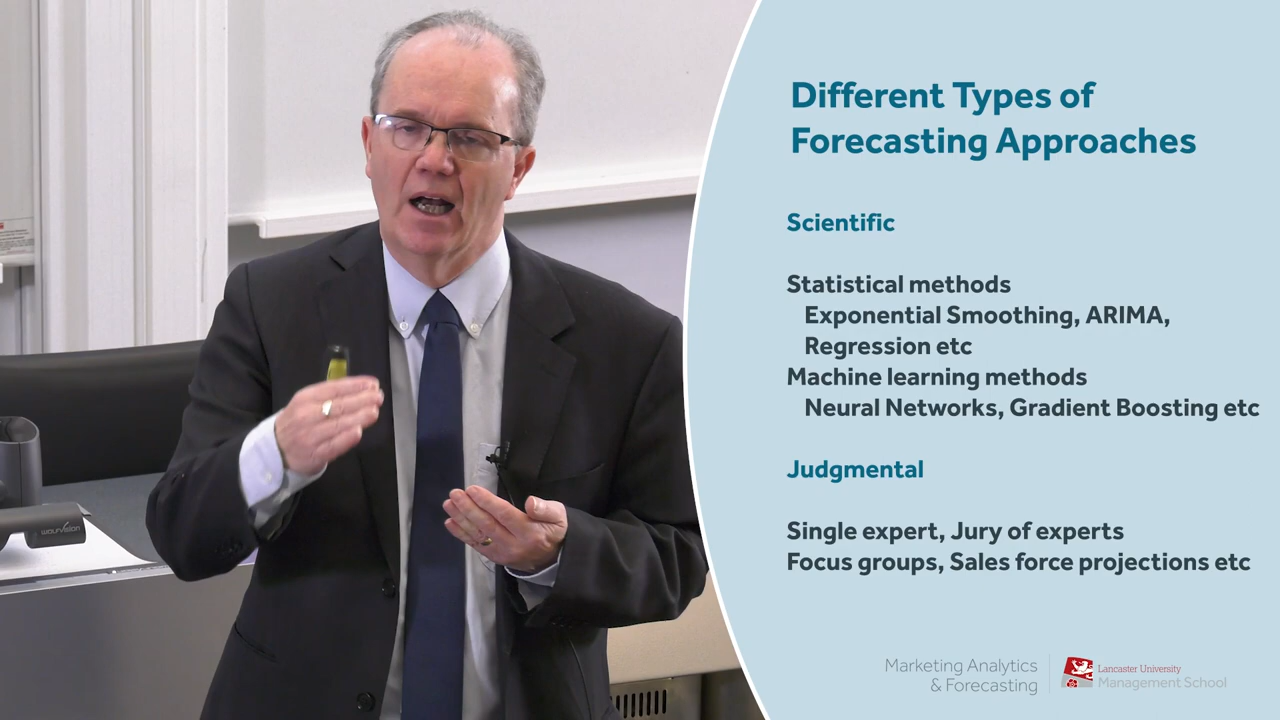 Different Types of
Forecasting Approaches
Scientific
Statistical methods
Exponential Smoothing, ARIMA,
Regression etc
Machine learning methods
Neural Networks, Gradient Boosting etc
Judgmental
Single expert, Jury of experts
Focus groups, Sales force projections etc
Marketing Analytics
& Forecasting
Lancaster University
Management School
wolfvision